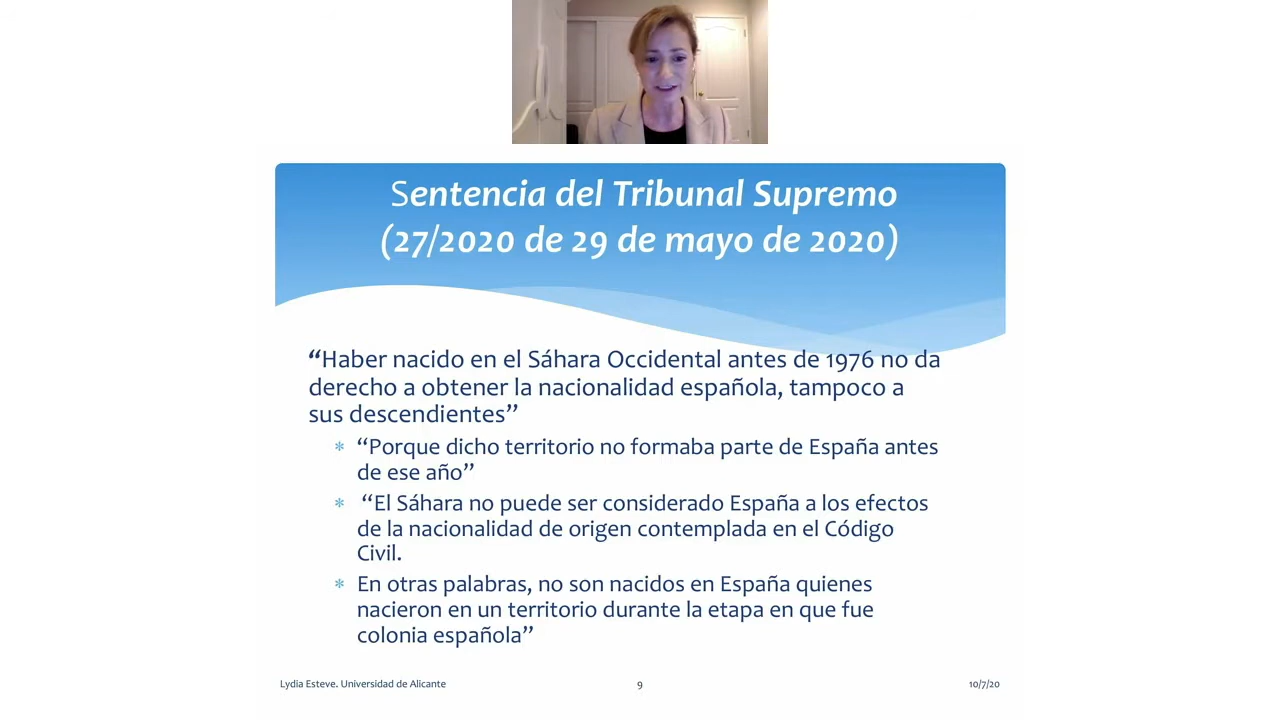 Sentencia del Tribunal Supremo
(27/2020 de 29 de mayo de 2020)
“Haber nacido en el Sáhara Occidental antes de 1976 no da
derecho a obtener la nacionalidad española, tampoco a
sus descendientes”
* “Porque dicho territorio no formaba parte de España antes
de ese año”
* “El Sáhara no puede ser considerado España a los efectos
de la nacionalidad de origen contemplada en el Código
Civil.
* En otras palabras, no son nacidos en España quienes
nacieron en un territorio durante la etapa en que fue
colonia española”
Lydia Esteve. Universidad de Alicante
9
10/7/20